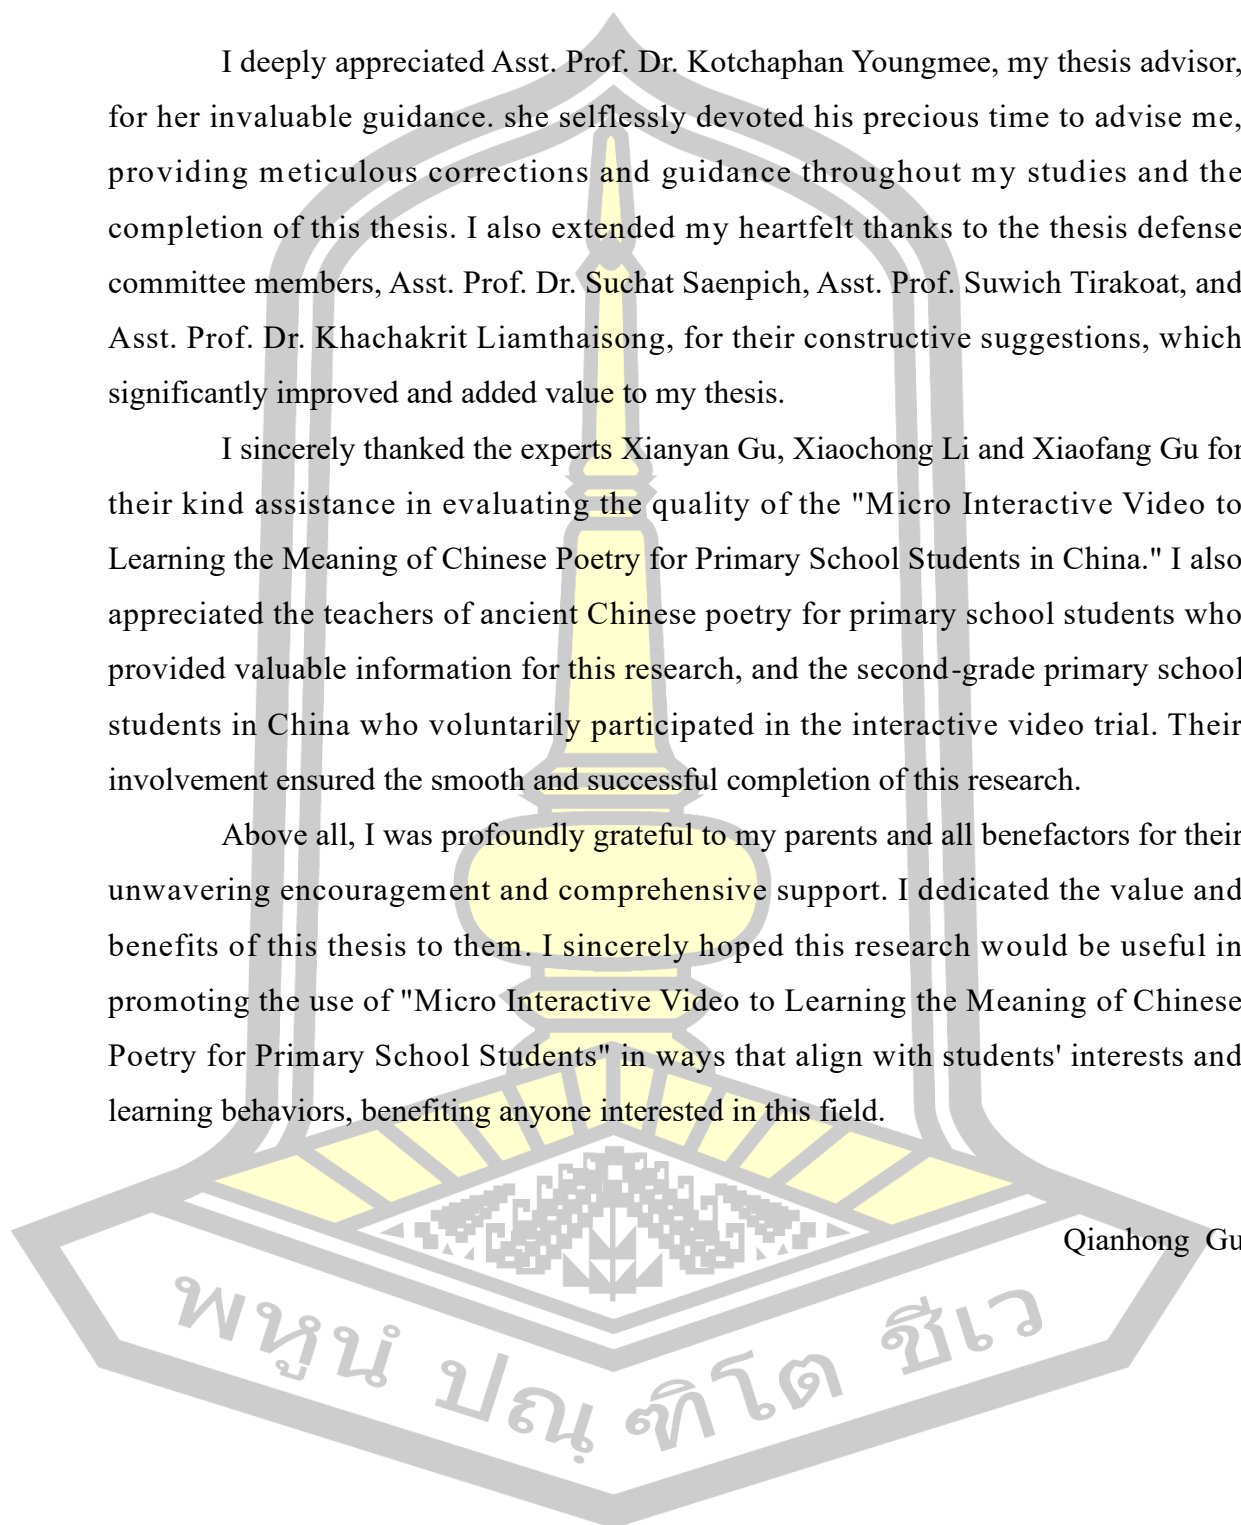 I deeply appreciated Asst. Prof. Dr. Kotchaphan Youngmee, my thesis advisor,
for her invaluable guidance. she selflessly devoted his precious time to advise me,
providing meticulous corrections and guidance throughout my studies and the
completion of this thesis. I also extended my heartfelt thanks to the thesis defense
committee members, Asst. Prof. Dr. Suchat Saenpich, Asst. Prof. Suwich Tirakoat, and
Asst. Prof. Dr. Khachakrit Liamthaisong, for their constructive suggestions, which
significantly improved and added value to my thesis.
I sincerely thanked the experts Xianyan Gu, Xiaochong Li and Xiaofang Gu for
their kind assistance in evaluating the quality of the "Micro Interactive Video to
Learning the Meaning of Chinese Poetry for Primary School Students in China." I also
appreciated the teachers of ancient Chinese poetry for primary school students who
provided valuable information for this research, and the second-grade primary school
students in China who voluntarily participated in the interactive video trial. Their
involvement ensured the smooth and successful completion of this research.
Above all, I was profoundly grateful to my parents and all benefactors for their
unwavering encouragement and comprehensive support. I dedicated the value and
benefits of this thesis to them. I sincerely hoped this research would be useful in
promoting the use of "Micro Interactive Video to Learning the Meaning of Chinese
Poetry for Primary School Students" in ways that align with students' interests and
learning behaviors, benefiting anyone interested in this field.
Qianhong Gu
พหูนํ ปณฺฑิโต ชีเว